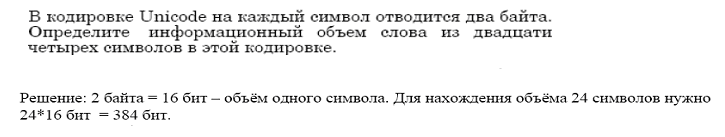 В кодировке Unicode на каждый символ отводится два байта.
Определите информационный объем слова из двадцати
четырех символов в этой кодировке.
Решение: 2 байта = 16 бит – объём одного символа. Для нахождения объёма 24 символов нужно
24*16 бит = 384 бит.